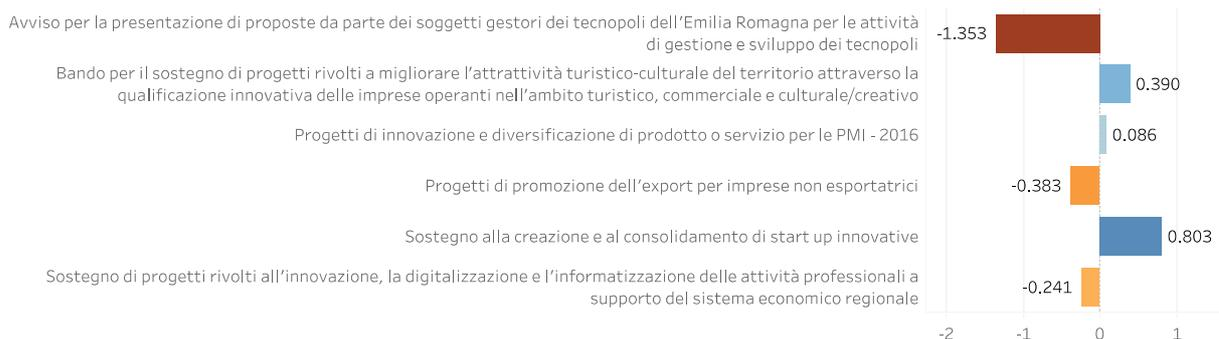 Avviso per la presentazione di proposte da parte dei soggetti gestori dei tecnopoli dell'Emilia Romagna per le attività
di gestione e sviluppo dei tecnopoli
-1.353
Bando per il sostegno di progetti rivolti a migliorare l'attrattività turistico-culturale del territorio attraverso la
qualificazione innovativa delle imprese operanti nell'ambito turistico, commerciale e culturale/creativo
0.390
Progetti di innovazione e diversificazione di prodotto o servizio per le PMI - 2016
0.086
Progetti di promozione dell'export per imprese non esportatrici
-0.383
Sostegno alla creazione e al consolidamento di start up innovative
0.803
Sostegno di progetti rivolti all'innovazione, la digitalizzazione e l'informatizzazione delle attività professionali a
supporto del sistema economico regionale
-0.241
-2 -1 0 1